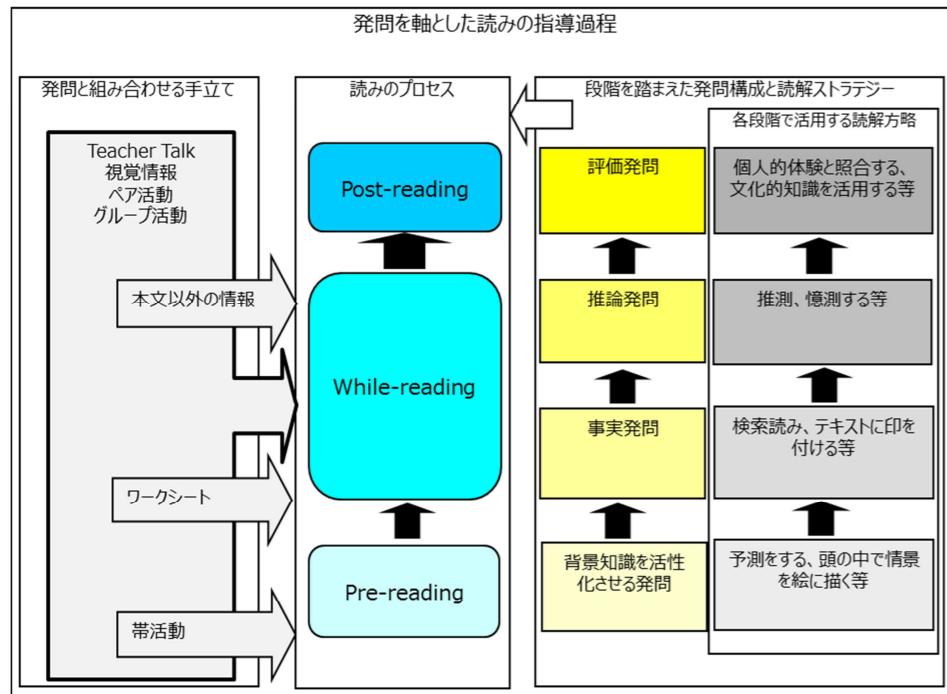 発問を軸とした読みの指導過程
発問と組み合わせる手立て
Teacher Talk
視覚情報
ペア活動
グループ活動
本文以外の情報
ワークシート
帯活動
読みのプロセス
Post-reading
While-reading
Pre-reading
段階を踏まえた発問構成と読解ストラテジー
各段階で活用する読解方略
評価発問
個人的体験と照合する、
文化的知識を活用する等
推論発問
推測、憶測する等
事実発問
検索読み、テキストに印を
付ける等
背景知識を活性
化させる発問
予測をする、頭の中で情景
を絵に描く等